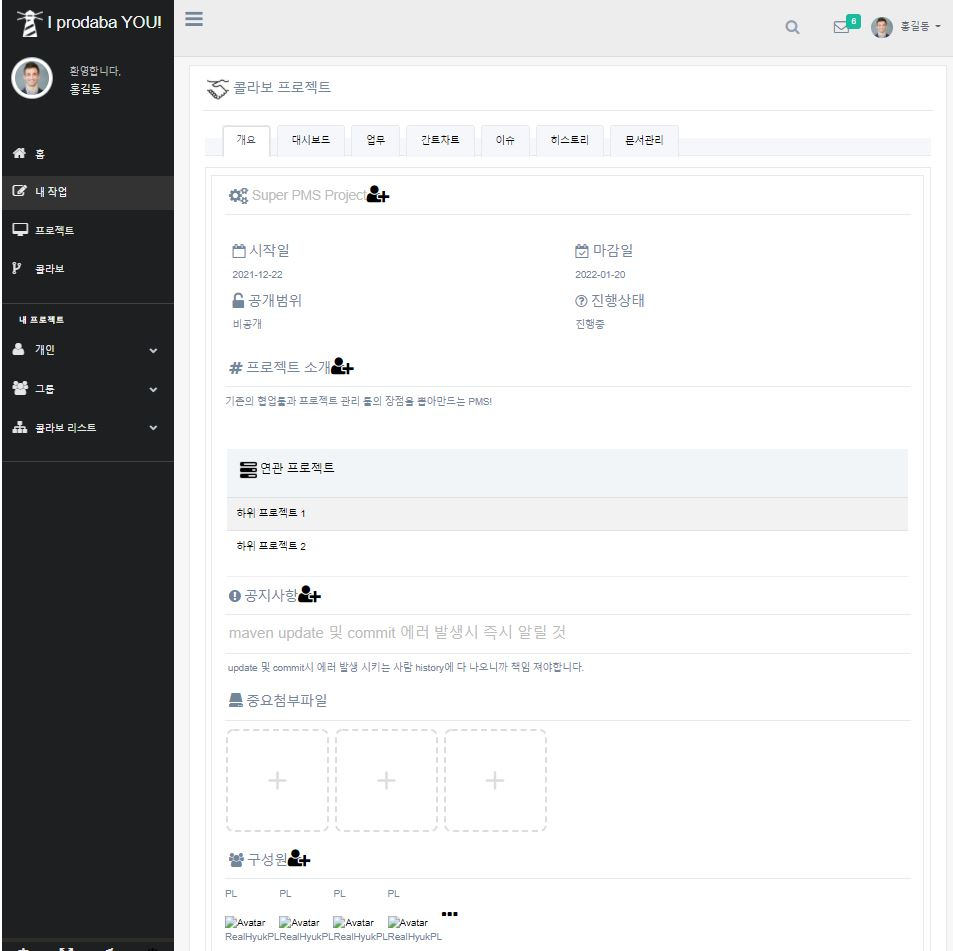 I prodaba YOU!
6
홍길동
환영합니다,
홍길동
홈
내 작업
프로젝트
콜라보
내 프로젝트
개인
그룹
콜라보 리스트
콜라보 프로젝트
개요 대시보드 업무 간트차트 이슈 히스토리 문서관리
Super PMS Project
시작일 마감일
2021-12-22 2022-01-20
공개범위 진행상태
비공개 진행중
프로젝트 소개
기존의 협업툴과 프로젝트 관리 툴의 장점을 뽑아만드는 PMS!
연관 프로젝트
하위 프로젝트 1
하위 프로젝트 2
공지사항
maven update 및 commit 에러 발생시 즉시 알릴 것
update 및 commit시 에러 발생 시키는 사람 history에 다 나오니까 책임 져야합니다.
중요첨부파일
구성원
PL PL PL PL
Avatar Avatar Avatar Avatar
RealHyukPL RealHyukPL RealHyukPL RealHyukPL